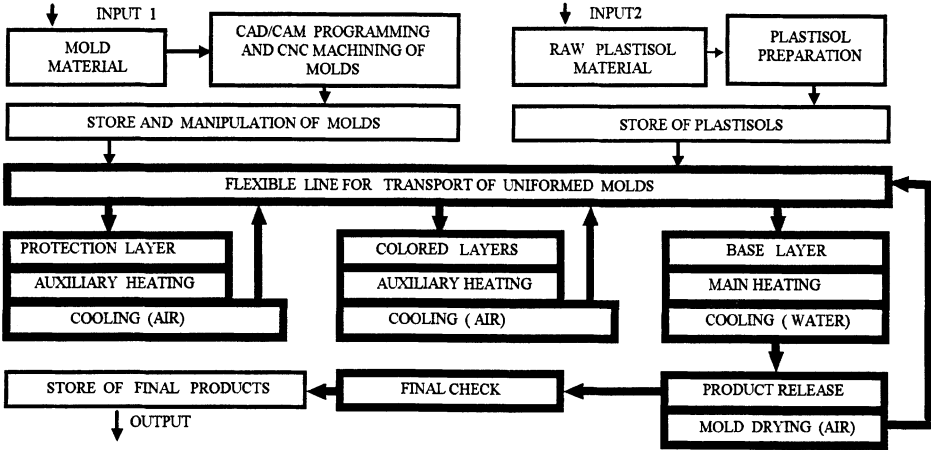 INPUT 1
MOLD
MATERIAL
CAD/CAM PROGRAMMING
AND CNC MACHINING OF
MOLDS
INPUT2
RAW PLASTISOL
MATERIAL
PLASTISOL
PREPARATION
STORE AND MANIPULATION OF MOLDS
STORE OF PLASTISOLS
FLEXIBLE LINE FOR TRANSPORT OF UNIFORMED MOLDS
PROTECTION LAYER
AUXILIARY HEATING
COOLING (AIR)
COLORED LAYERS
AUXILIARY HEATING
COOLING ( AIR)
BASE LAYER
MAIN HEATING
COOLING ( WATER)
STORE OF FINAL PRODUCTS
FINAL CHECK
PRODUCT RELEASE
MOLD DRYING (AIR)
OUTPUT